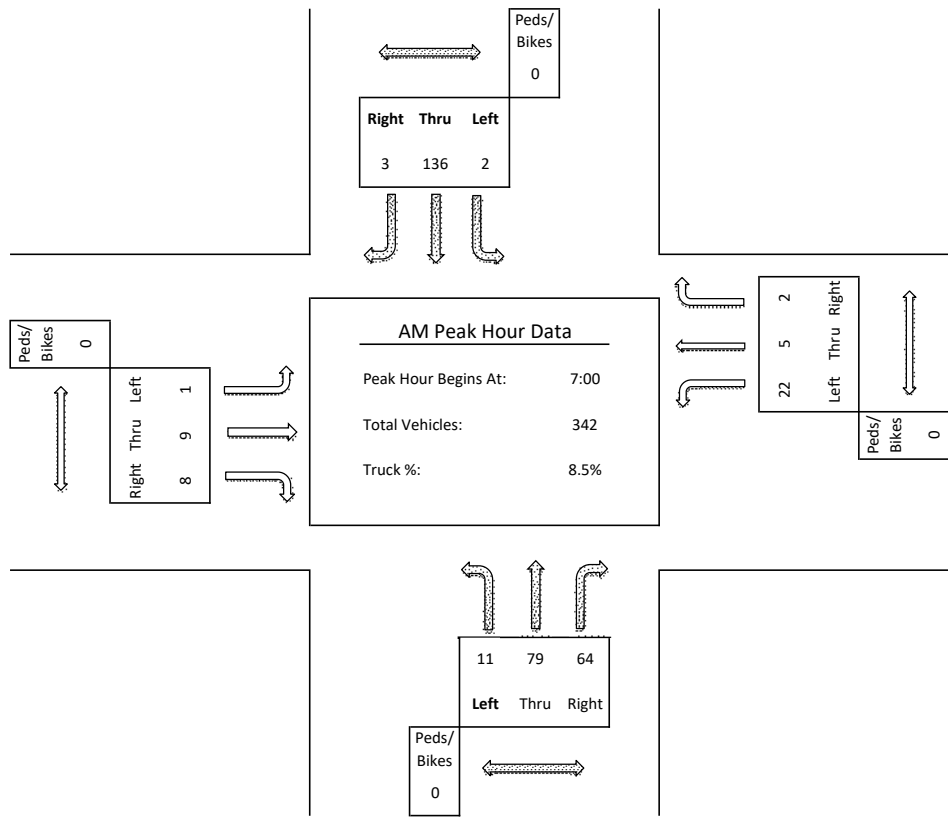 Peds/
Bikes
0
Right Thru Left
3 136 2
Peds/
Bikes
0
Left 1
Thru 9
Right 8
AM Peak Hour Data
Peak Hour Begins At: 7:00
Total Vehicles: 342
Truck %: 8.5%
2 Right
5 Thru
22 Left
Peds/
Bikes
0
11 79 64
Left Thru Right
Peds/
Bikes
0